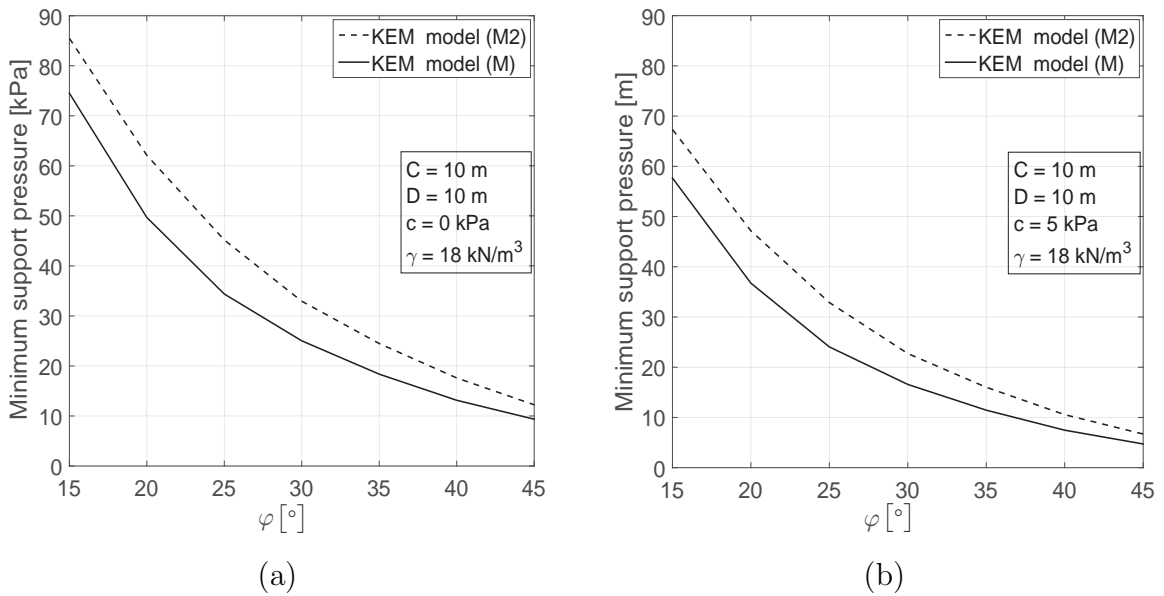 90
80
70
60
50
40
30
20
10
0
Minimum support pressure [kPa]
KEM model (M2)
KEM model (M)
C = 10 m
D = 10 m
c = 0 kPa
γ = 18 kN/m³
15 20 25 30 35 40 45
φ [°]
(a)
90
80
70
60
50
40
30
20
10
0
Minimum support pressure [m]
KEM model (M2)
KEM model (M)
C = 10 m
D = 10 m
c = 5 kPa
γ = 18 kN/m³
15 20 25 30 35 40 45
φ [°]
(b)